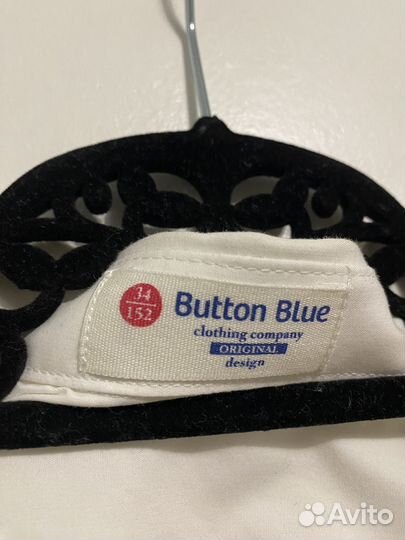 34
152
Button Blue
clothing company
ORIGINAL
design
Avito